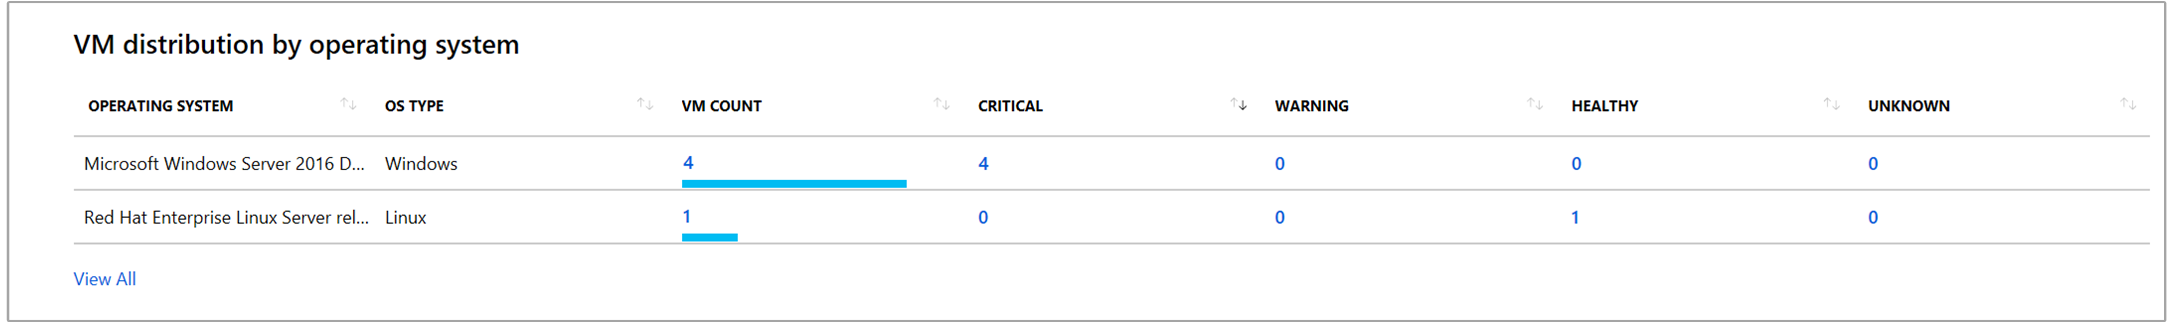 VM distribution by operating system
OPERATING SYSTEM OS TYPE VM COUNT CRITICAL WARNING HEALTHY UNKNOWN
Microsoft Windows Server 2016 D... Windows 4 4 0 0 0
Red Hat Enterprise Linux Server rel... Linux 1 0 0 1 0
View All